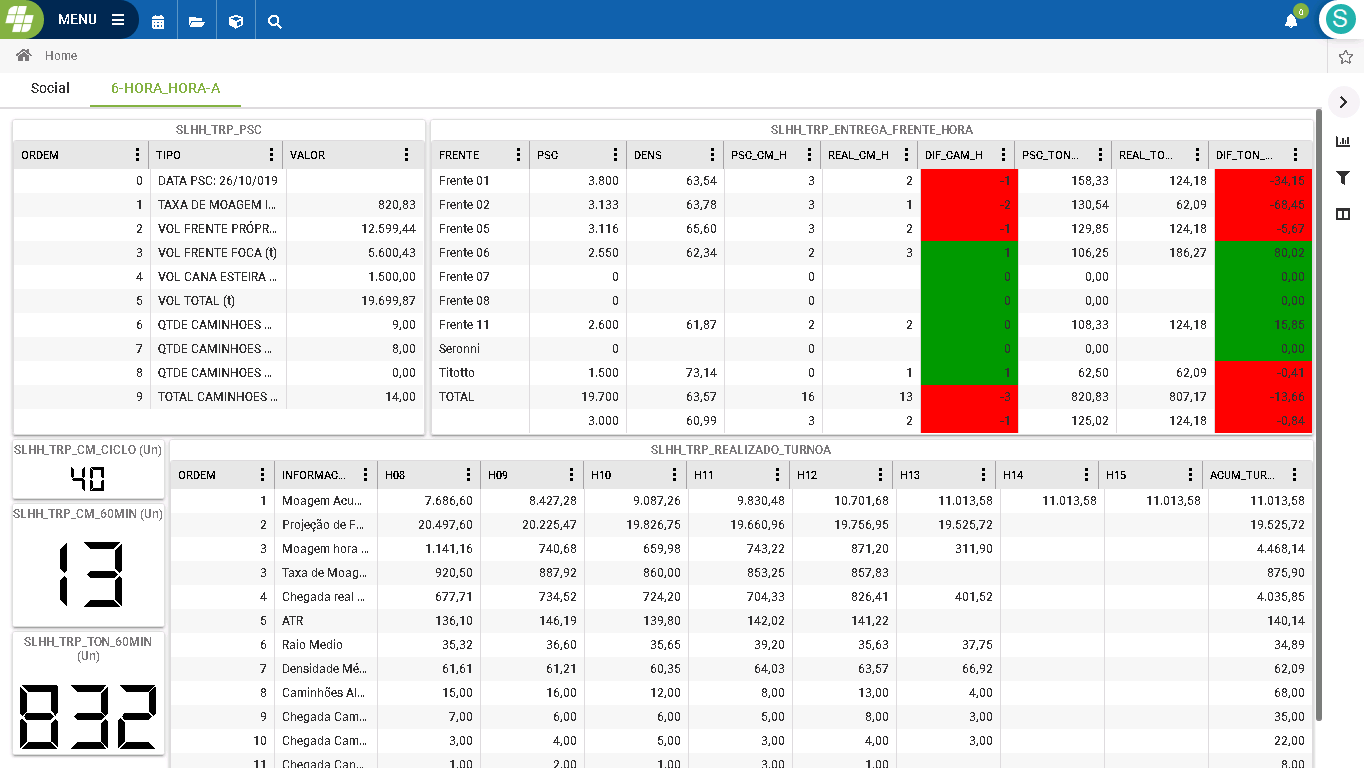 MENU
0
S
Home
Social 6-HORA_HORA-A
SLHH_TRP_PSC
ORDEM TIPO VALOR
0 DATA PSC: 26/10/019
1 TAXA DE MOAGEM I... 820,83
2 VOL FRENTE PRÓPR... 12.599,44
3 VOL FRENTE FOCA (t) 5.600,43
4 VOL CANA ESTEIRA ... 1.500,00
5 VOL TOTAL (t) 19.699,87
6 QTDE CAMINHOES ... 9,00
7 QTDE CAMINHOES ... 8,00
8 QTDE CAMINHOES ... 0,00
9 TOTAL CAMINHOES ... 14,00
SLHH_TRP_ENTREGA_FRENTE_HORA
FRENTE PSC DENS PSC_CM_H REAL_CM_H DIF_CAM_H PSC_TON... REAL_TO... DIF_TON_...
Frente 01 3.800 63,54 3 2 -1 158,33 124,18 -34,15
Frente 02 3.133 63,78 3 1 -2 130,54 62,09 -68,45
Frente 05 3.116 65,60 3 2 -1 129,85 124,18 -5,67
Frente 06 2.550 62,34 2 3 1 106,25 186,27 80,02
Frente 07 0 0 0 0,00 0,00
Frente 08 0 0 0 0,00 0,00
Frente 11 2.600 61,87 2 2 0 108,33 124,18 15,85
Seronni 0 0 0 0,00 0,00
Titotto 1.500 73,14 0 1 1 62,50 62,09 -0,41
TOTAL 19.700 63,57 16 13 -3 820,83 807,17 -13,66
3.000 60,99 3 2 -1 125,02 124,18 -0,84
SLHH_TRP_CM_CICLO (Un)
40
SLHH_TRP_CM_60MIN (Un)
13
SLHH_TRP_TON_60MIN
(Un)
832
SLHH_TRP_REALIZADO_TURNOA
ORDEM INFORMAC... H08 H09 H10 H11 H12 H13 H14 H15 ACUM_TUR...
1 Moagem Acu... 7.686,60 8.427,28 9.087,26 9.830,48 10.701,68 11.013,58 11.013,58 11.013,58 11.013,58
2 Projeção de F... 20.497,60 20.225,47 19.826,75 19.660,96 19.756,95 19.525,72 19.525,72
3 Moagem hora ... 1.141,16 740,68 659,98 743,22 871,20 311,90 4.468,14
3 Taxa de Moag... 920,50 887,92 860,00 853,25 857,83 875,90
4 Chegada real ... 677,71 734,52 724,20 704,33 826,41 401,52 4.035,85
5 ATR 136,10 146,19 139,80 142,02 141,22 140,14
6 Raio Medio 35,32 36,60 35,65 39,20 35,63 37,75 34,89
7 Densidade Mé... 61,61 61,21 60,35 64,03 63,57 66,92 62,09
8 Caminhões Al... 15,00 16,00 12,00 8,00 13,00 4,00 68,00
9 Chegada Cam... 7,00 6,00 6,00 5,00 8,00 3,00 35,00
10 Chegada Cam... 3,00 4,00 5,00 3,00 4,00 3,00 22,00
11 Chegada Can... 1,00 2,00 1,00 3,00 1,00 8,00